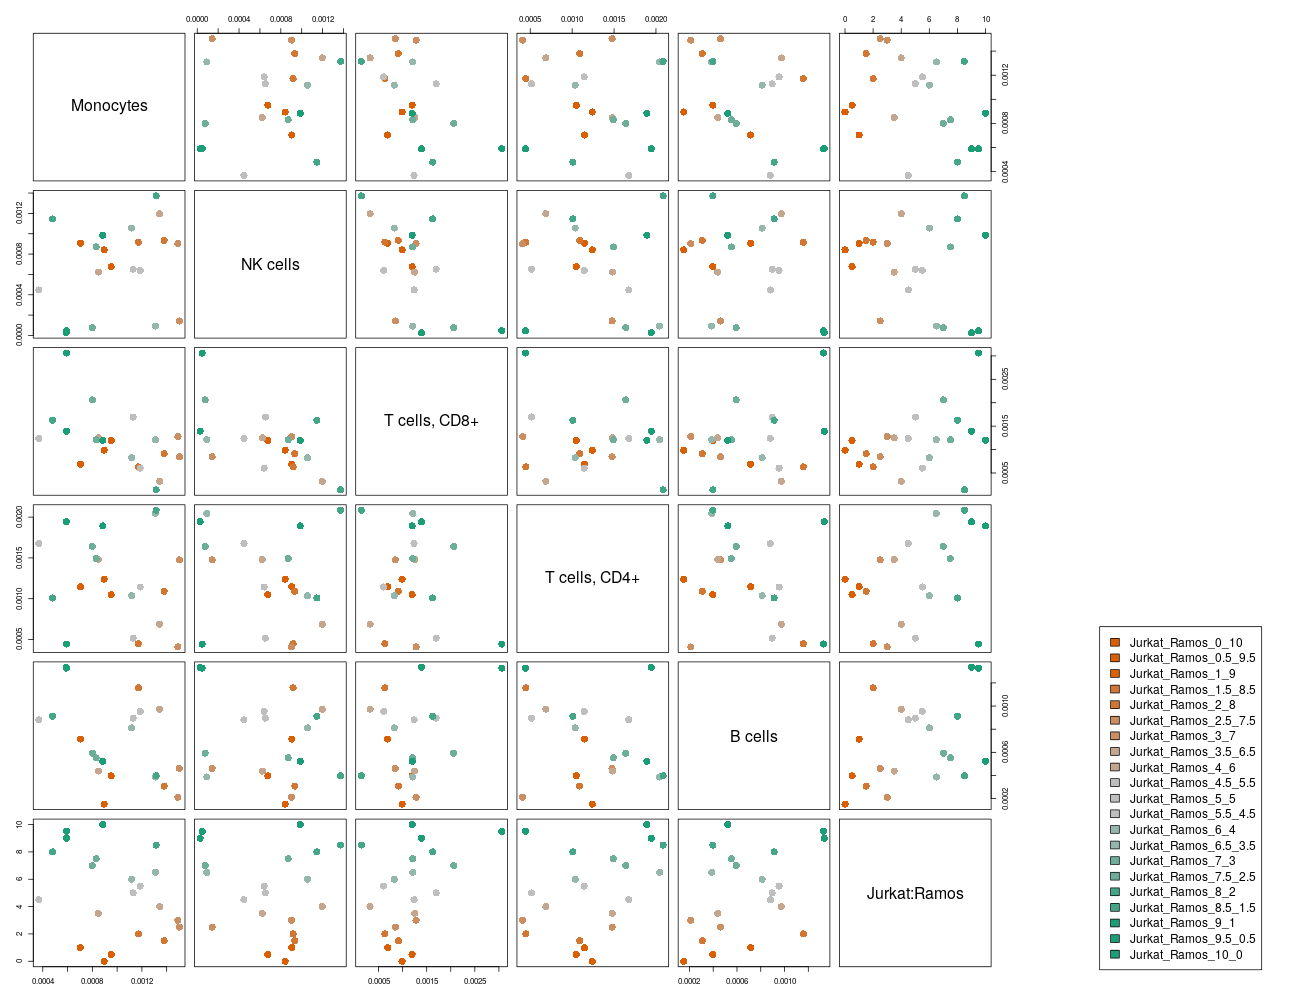 0.0000 0.0004 0.0008 0.0012
0.0005 0.0010 0.0015 0.0020
0 2 4 6 8 10
Monocytes
0.0004 0.0008 0.0012
NK cells
0.0000 0.0004 0.0012
T cells, CD8+
0.0005 0.0015 0.0025
T cells, CD4+
0.0005 0.0010 0.0015 0.0020
B cells
0.0002 0.0006 0.0010
Jurkat:Ramos
0 2 4 6 8 10
0.0004 0.0008 0.0012
0.0005 0.0015 0.0025
0.0002 0.0006 0.0010
Jurkat_Ramos_0_10
Jurkat_Ramos_0.5_9.5
Jurkat_Ramos_1_9
Jurkat_Ramos_1.5_8.5
Jurkat_Ramos_2_8
Jurkat_Ramos_2.5_7.5
Jurkat_Ramos_3_7
Jurkat_Ramos_3.5_6.5
Jurkat_Ramos_4_6
Jurkat_Ramos_4.5_5.5
Jurkat_Ramos_5_5
Jurkat_Ramos_5.5_4.5
Jurkat_Ramos_6_4
Jurkat_Ramos_6.5_3.5
Jurkat_Ramos_7_3
Jurkat_Ramos_7.5_2.5
Jurkat_Ramos_8_2
Jurkat_Ramos_8.5_1.5
Jurkat_Ramos_9_1
Jurkat_Ramos_9.5_0.5
Jurkat_Ramos_10_0